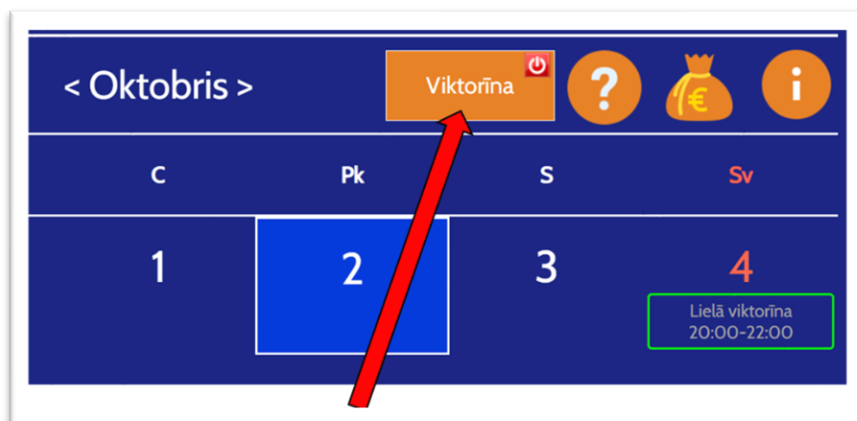 < Oktobris >
Viktorīna
?
€
i
C Pk S Sv
1 2 3 4
Lielā viktorīna
20:00-22:00